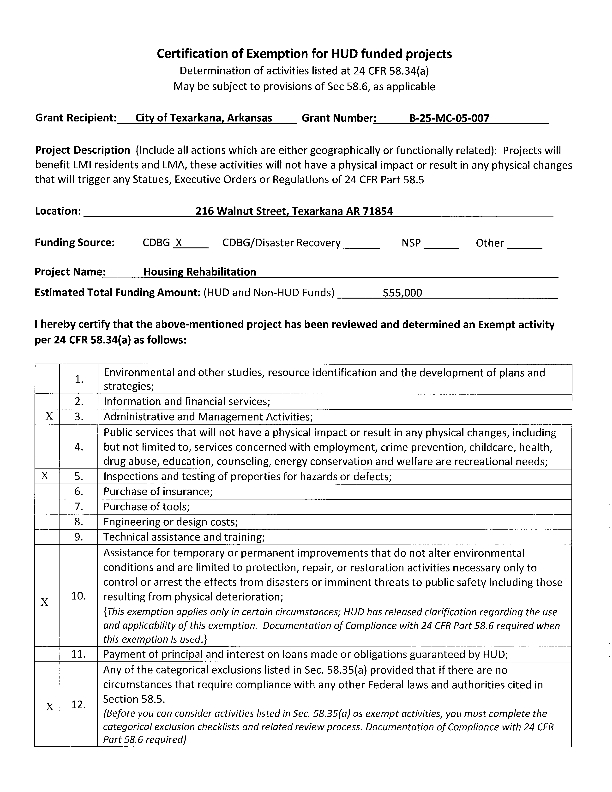 Certification of Exemption for HUD funded projects
Determination of activities listed at 24 CFR 58.34(a)
May be subject to provisions of Sec 58.6, as applicable
Grant Recipient: City of Texarkana, Arkansas Grant Number: B-25-MC-05-007
Project Description (Include all actions which are either geographically or functionally related): Projects will
benefit LMI residents and LMA, these activities will not have a physical impact or result in any physical changes
that will trigger any Statues, Executive Orders or Regulations of 24 CFR Part 58.5
Location: 216 Walnut Street, Texarkana AR 71854
Funding Source: CDBG X CDBG/Disaster Recovery NSP Other
Project Name: Housing Rehabilitation
Estimated Total Funding Amount: (HUD and Non-HUD Funds) $55,000
I hereby certify that the above-mentioned project has been reviewed and determined an Exempt activity
per 24 CFR 58.34(a) as follows:
1. Environmental and other studies, resource identification and the development of plans and
strategies;
2. Information and financial services;
X 3. Administrative and Management Activities;
4. Public services that will not have a physical impact or result in any physical changes, including
but not limited to, services concerned with employment, crime prevention, childcare, health,
drug abuse, education, counseling, energy conservation and welfare are recreational needs;
X 5. Inspections and testing of properties for hazards or defects;
6. Purchase of insurance;
7. Purchase of tools;
8. Engineering or design costs;
9. Technical assistance and training;
X 10. Assistance for temporary or permanent improvements that do not alter environmental
conditions and are limited to protection, repair, or restoration activities necessary only to
control or arrest the effects from disasters or imminent threats to public safety including those
resulting from physical deterioration;
{This exemption applies only in certain circumstances; HUD has released clarification regarding the use
and applicability of this exemption. Documentation of Compliance with 24 CFR Part 58.6 required when
this exemption is used.}
11. Payment of principal and interest on loans made or obligations guaranteed by HUD;
X 12. Any of the categorical exclusions listed in Sec. 58.35(a) provided that if there are no
circumstances that require compliance with any other Federal laws and authorities cited in
Section 58.5.
(Before you can consider activities listed in Sec. 58.35(a) as exempt activities, you must complete the
categorical exclusion checklists and related review process. Documentation of Compliance with 24 CFR
Part 58.6 required)